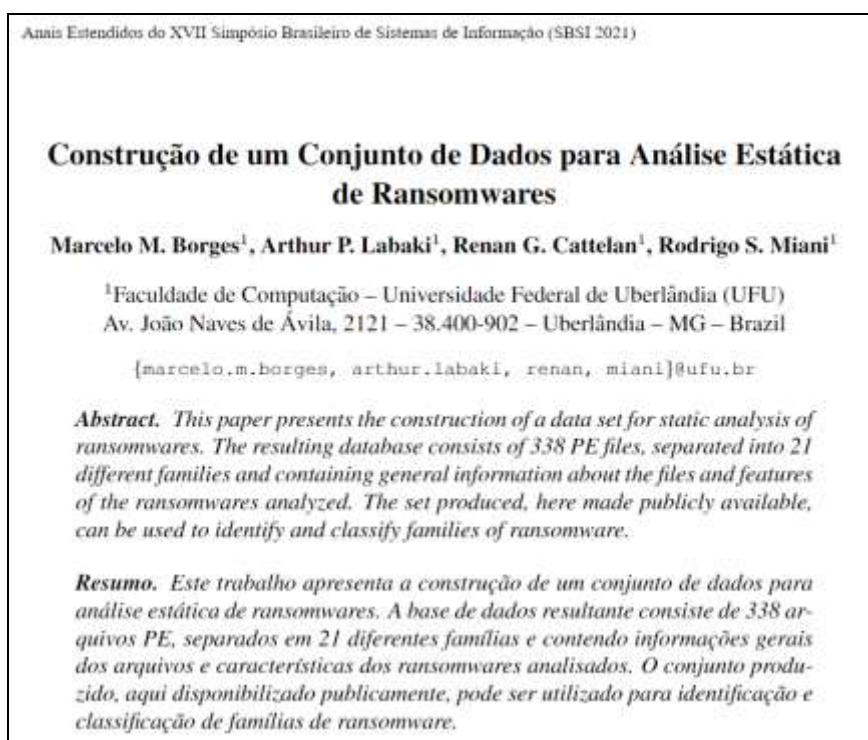 Anais Estendidos do XVII Simpósio Brasileiro de Sistemas de Informação (SBSI 2021)
Construção de um Conjunto de Dados para Análise Estática
de Ransomwares
Marcelo M. Borges¹, Arthur P. Labaki¹, Renan G. Cattelan¹, Rodrigo S. Miani¹
¹Faculdade de Computação – Universidade Federal de Uberlândia (UFU)
Av. João Naves de Ávila, 2121 – 38.400-902 – Uberlândia – MG – Brazil
{marcelo.m.borges, arthur.labaki, renan, miani}@ufu.br
Abstract. This paper presents the construction of a data set for static analysis of
ransomwares. The resulting database consists of 338 PE files, separated into 21
different families and containing general information about the files and features
of the ransomwares analyzed. The set produced, here made publicly available,
can be used to identify and classify families of ransomware.
Resumo. Este trabalho apresenta a construção de um conjunto de dados para
análise estática de ransomwares. A base de dados resultante consiste de 338 ar-
quivos PE, separados em 21 diferentes famílias e contendo informações gerais
dos arquivos e características dos ransomwares analisados. O conjunto produ-
zido, aqui disponibilizado publicamente, pode ser utilizado para identificação e
classificação de famílias de ransomware.